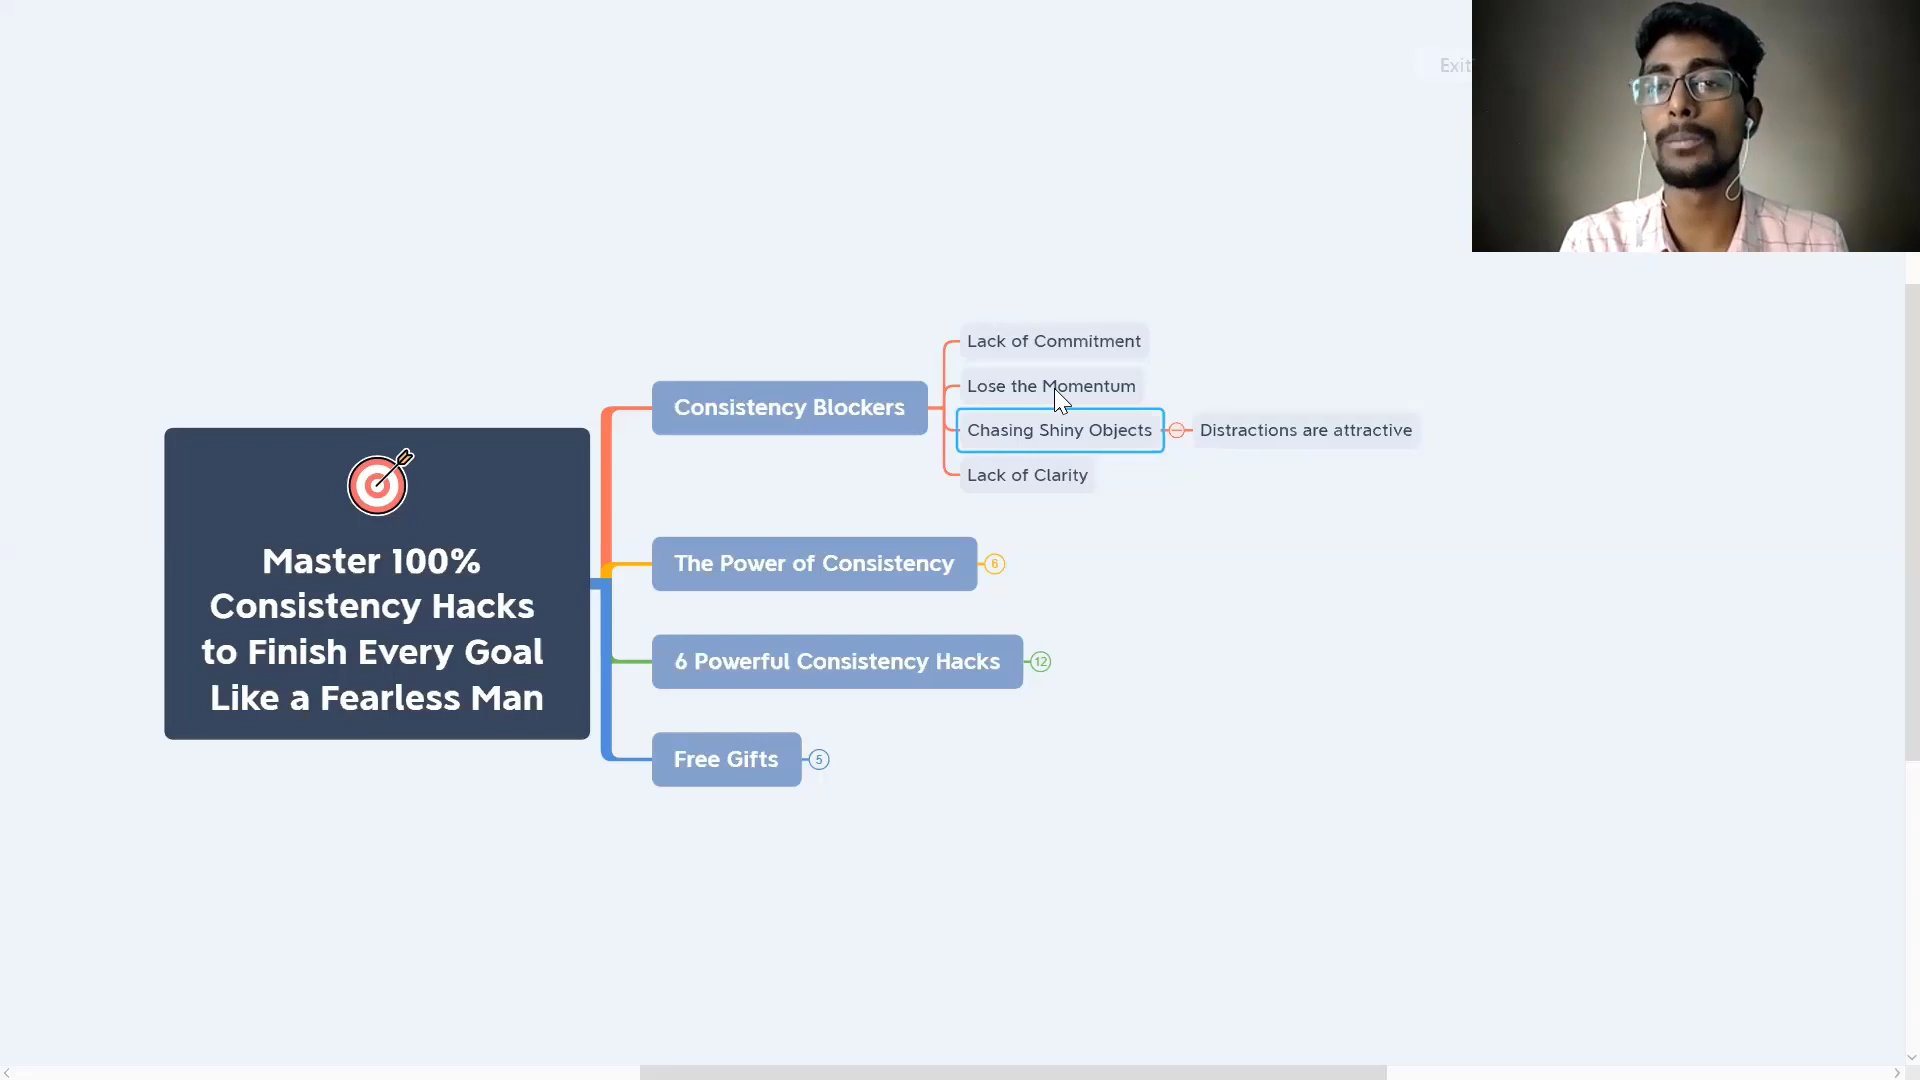 Exit
Master 100%
Consistency Hacks
to Finish Every Goal
Like a Fearless Man
Consistency Blockers
Lack of Commitment
Lose the Momentum
Chasing Shiny Objects
Distractions are attractive
Lack of Clarity
The Power of Consistency
6
6 Powerful Consistency Hacks
12
Free Gifts
5